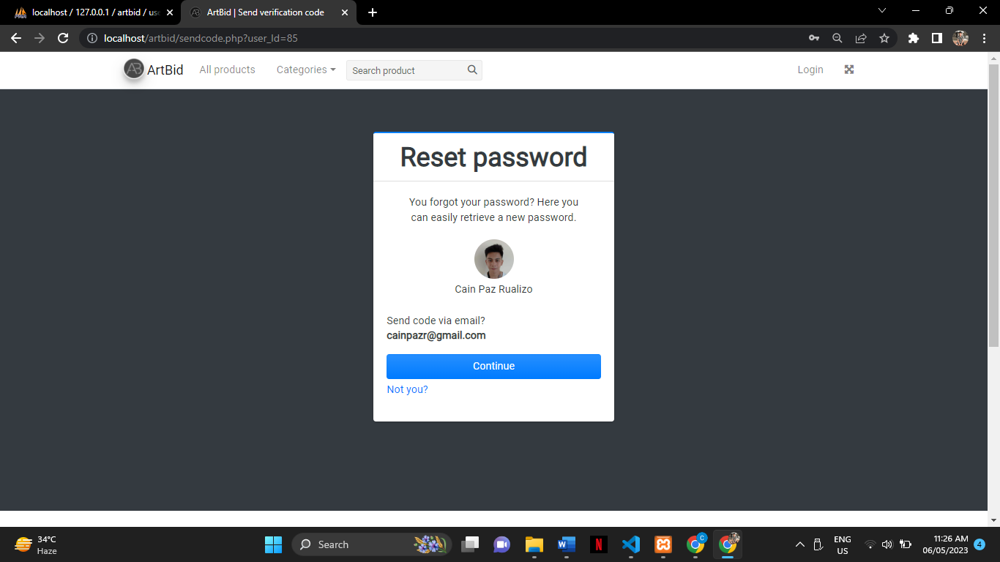 localhost / 127.0.0.1 / artbid / use
ArtBid | Send verification code
localhost/artbid/sendcode.php?user_Id=85
AB ArtBid All products Categories Search product Login
Reset password
You forgot your password? Here you
can easily retrieve a new password.
Cain Paz Rualizo
Send code via email?
cainpazr@gmail.com
Continue
Not you?
34°C
Haze
Search
W
N
C
ENG
US
11:26 AM
06/05/2023
4